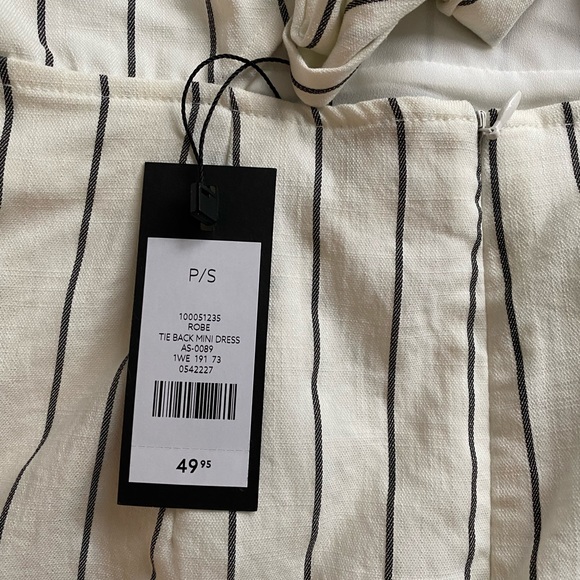 P/S
100051235
ROBE
TIE BACK MINI DRESS
AS-0089
1WE 191 73
0542227
49 95